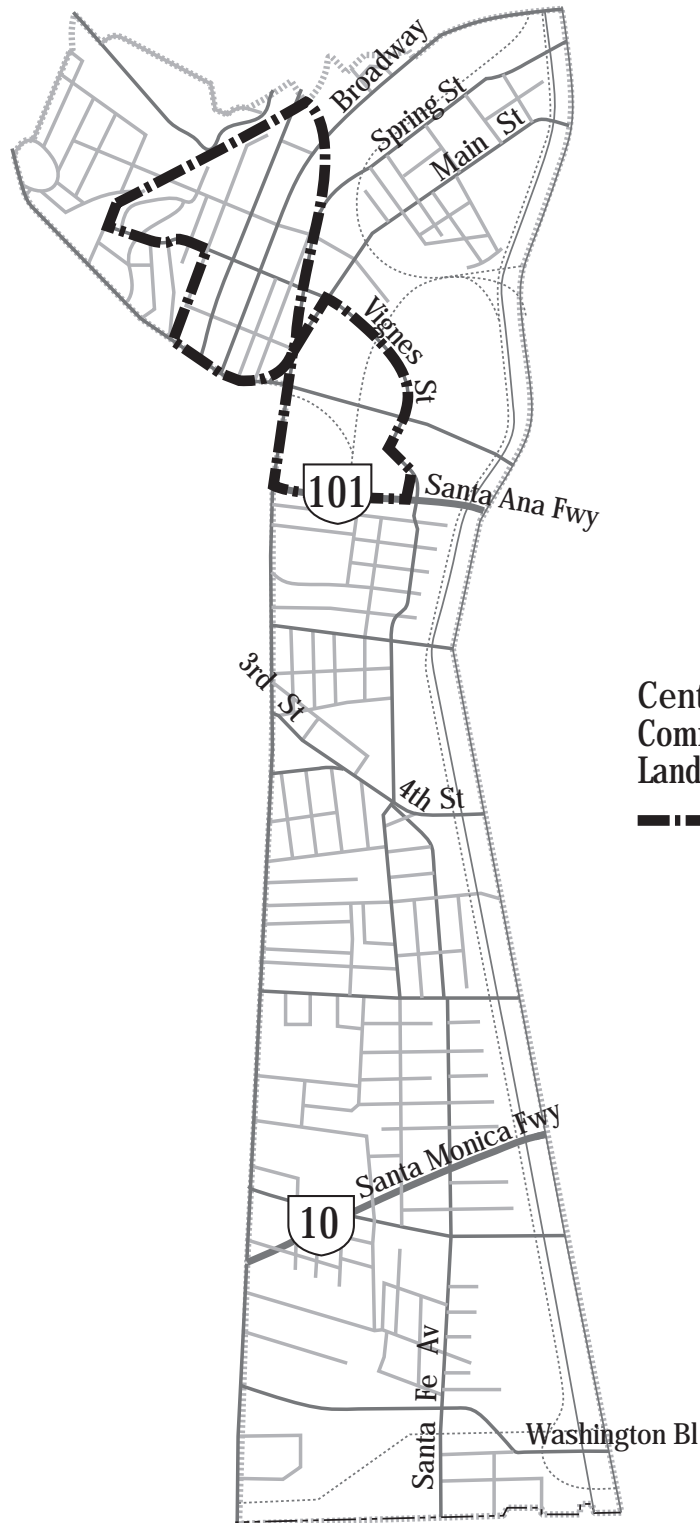 Broadway
Spring St
Main St
Vignes St
101
Santa Ana Fwy
3rd St
4th St
Santa Monica Fwy
10
Santa Fe Av
Washington Bl